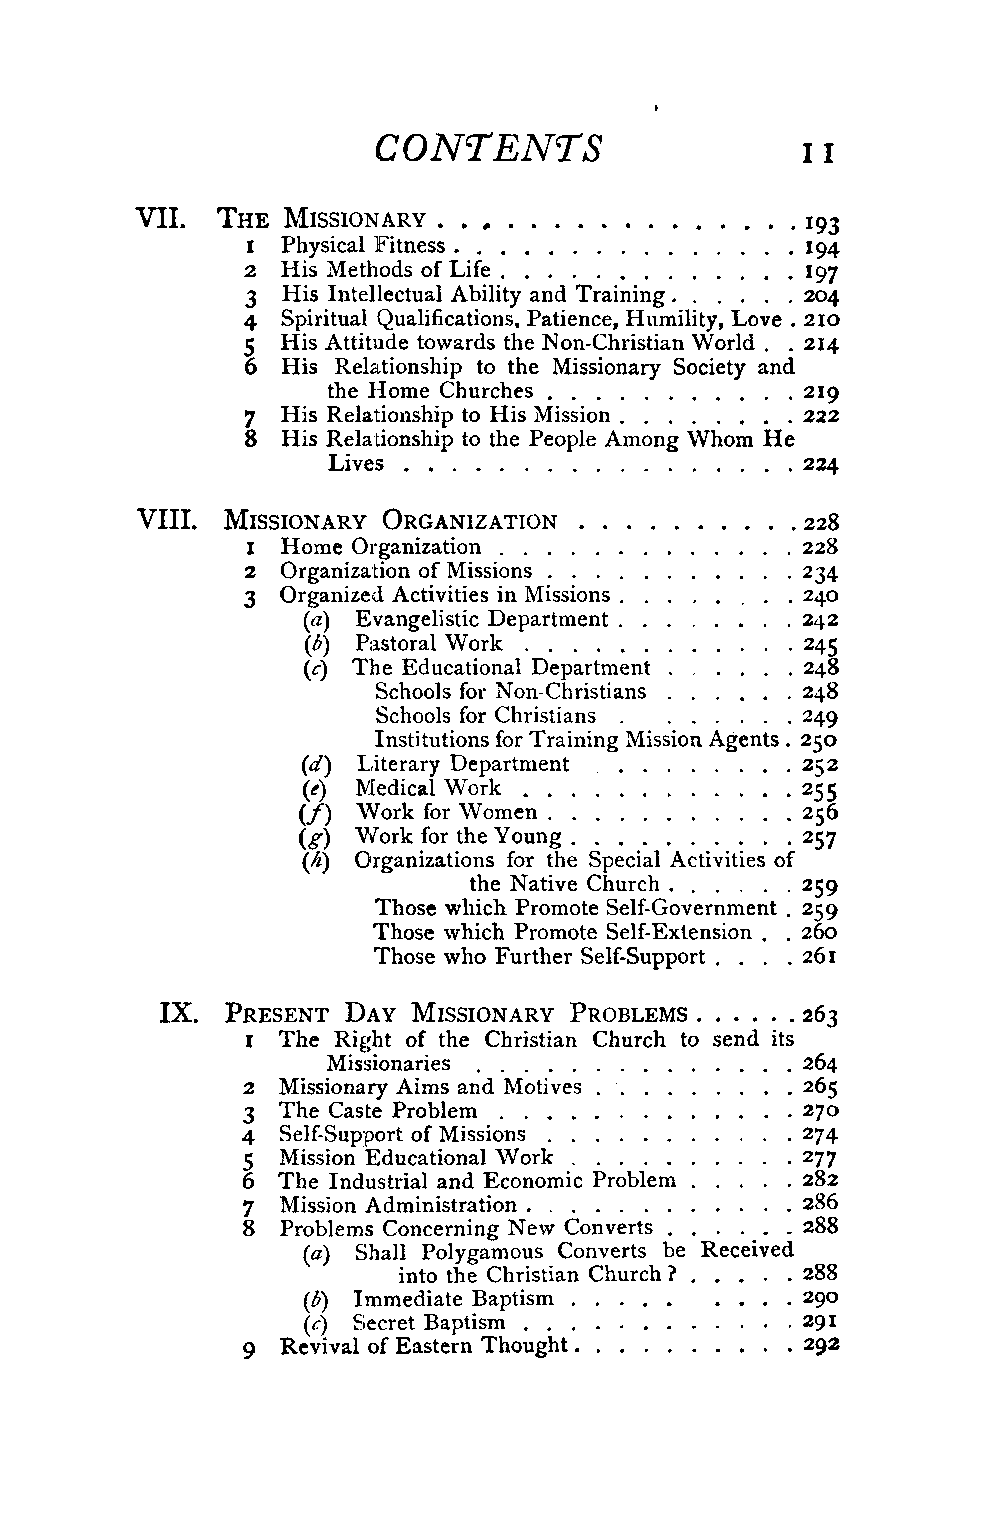 CONTENTS 11
VII. THE MISSIONARY . . . . . . . . . . . . . . . . 193
1 Physical Fitness . . . . . . . . . . . . . . . 194
2 His Methods of Life . . . . . . . . . . . . . 197
3 His Intellectual Ability and Training . . . . . . 204
4 Spiritual Qualifications, Patience, Humility, Love . 210
5 His Attitude towards the Non-Christian World . . 214
6 His Relationship to the Missionary Society and
the Home Churches . . . . . . . . . . . 219
7 His Relationship to His Mission . . . . . . . . 222
8 His Relationship to the People Among Whom He
Lives . . . . . . . . . . . . . . . . . 224
VIII. MISSIONARY ORGANIZATION . . . . . . . . . . 228
1 Home Organization . . . . . . . . . . . . . 228
2 Organization of Missions . . . . . . . . . . . 234
3 Organized Activities in Missions . . . . . . . . 240
(a) Evangelistic Department . . . . . . . . 242
(b) Pastoral Work . . . . . . . . . . . . 245
(c) The Educational Department . . . . . . 248
Schools for Non-Christians . . . . . . 248
Schools for Christians . . . . . . . . 249
Institutions for Training Mission Agents . 250
(d) Literary Department . . . . . . . . . 252
(e) Medical Work . . . . . . . . . . . . 255
(f) Work for Women . . . . . . . . . . . 256
(g) Work for the Young . . . . . . . . . . 257
(h) Organizations for the Special Activities of
the Native Church . . . . . . 259
Those which Promote Self-Government . 259
Those which Promote Self-Extension . . 260
Those who Further Self-Support . . . . 261
IX. PRESENT DAY MISSIONARY PROBLEMS . . . . . . 263
1 The Right of the Christian Church to send its
Missionaries . . . . . . . . . . . . . . 264
2 Missionary Aims and Motives . . . . . . . . . 265
3 The Caste Problem . . . . . . . . . . . . . 270
4 Self-Support of Missions . . . . . . . . . . . 274
5 Mission Educational Work . . . . . . . . . . 277
6 The Industrial and Economic Problem . . . . . 282
7 Mission Administration . . . . . . . . . . . . 286
8 Problems Concerning New Converts . . . . . . 288
(a) Shall Polygamous Converts be Received
into the Christian Church? . . . . . 288
(b) Immediate Baptism . . . . . . . . . 290
(c) Secret Baptism . . . . . . . . . . . . 291
9 Revival of Eastern Thought . . . . . . . . . . 292